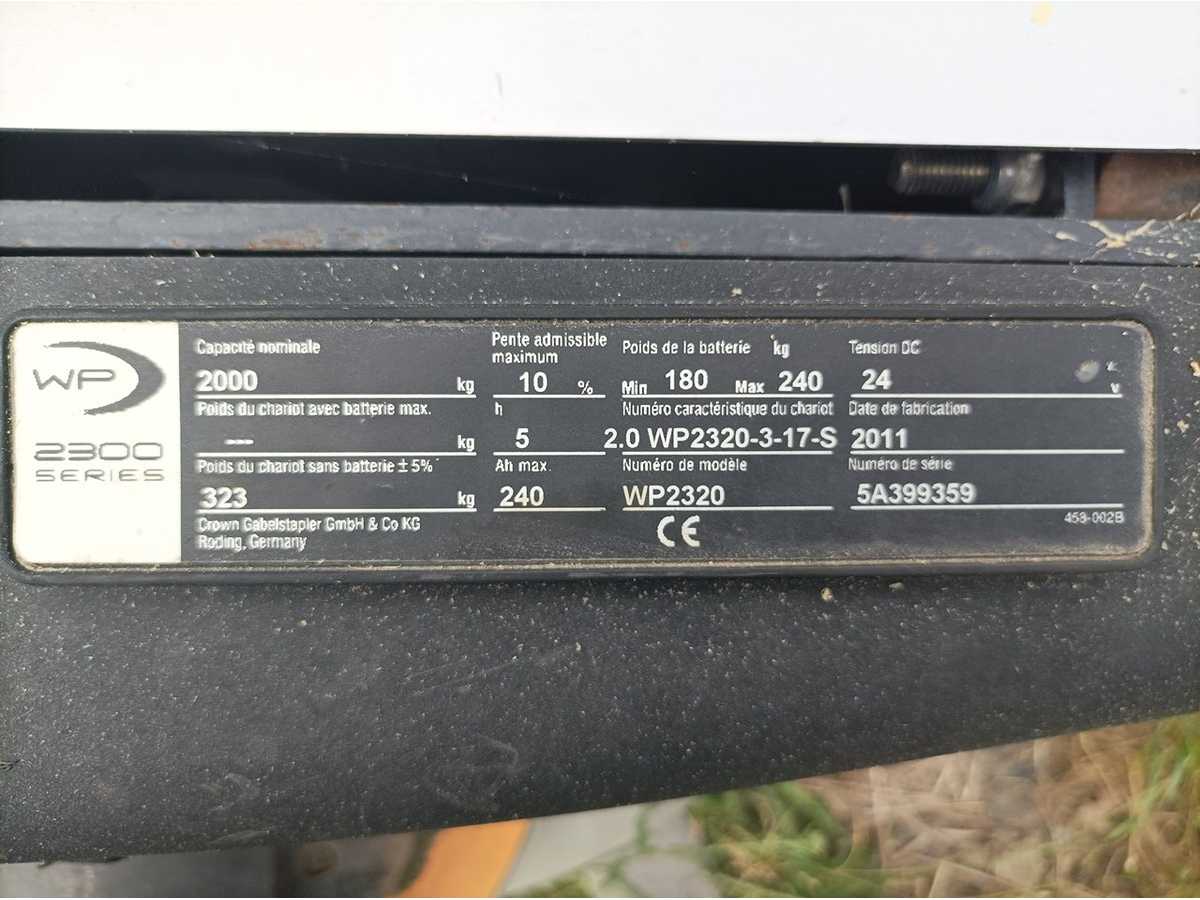 WP
2300
SERIES
Capacité nominale
2000 kg
Poids du chariot avec batterie max.
--- kg
Poids du chariot sans batterie ± 5%
323 kg
Crown Gabelstapler GmbH & Co KG
Roding, Germany
Pente admissible
maximum
10 %
h
5
Ah max.
240
Poids de la batterie kg
Min 180 Max 240
Numéro caractéristique du chariot
2.0 WP2320-3-17-S
Numéro de modèle
WP2320
CE
Tension DC
24 v
Date de fabrication
2011
Numéro de série
5A399359
458-002B